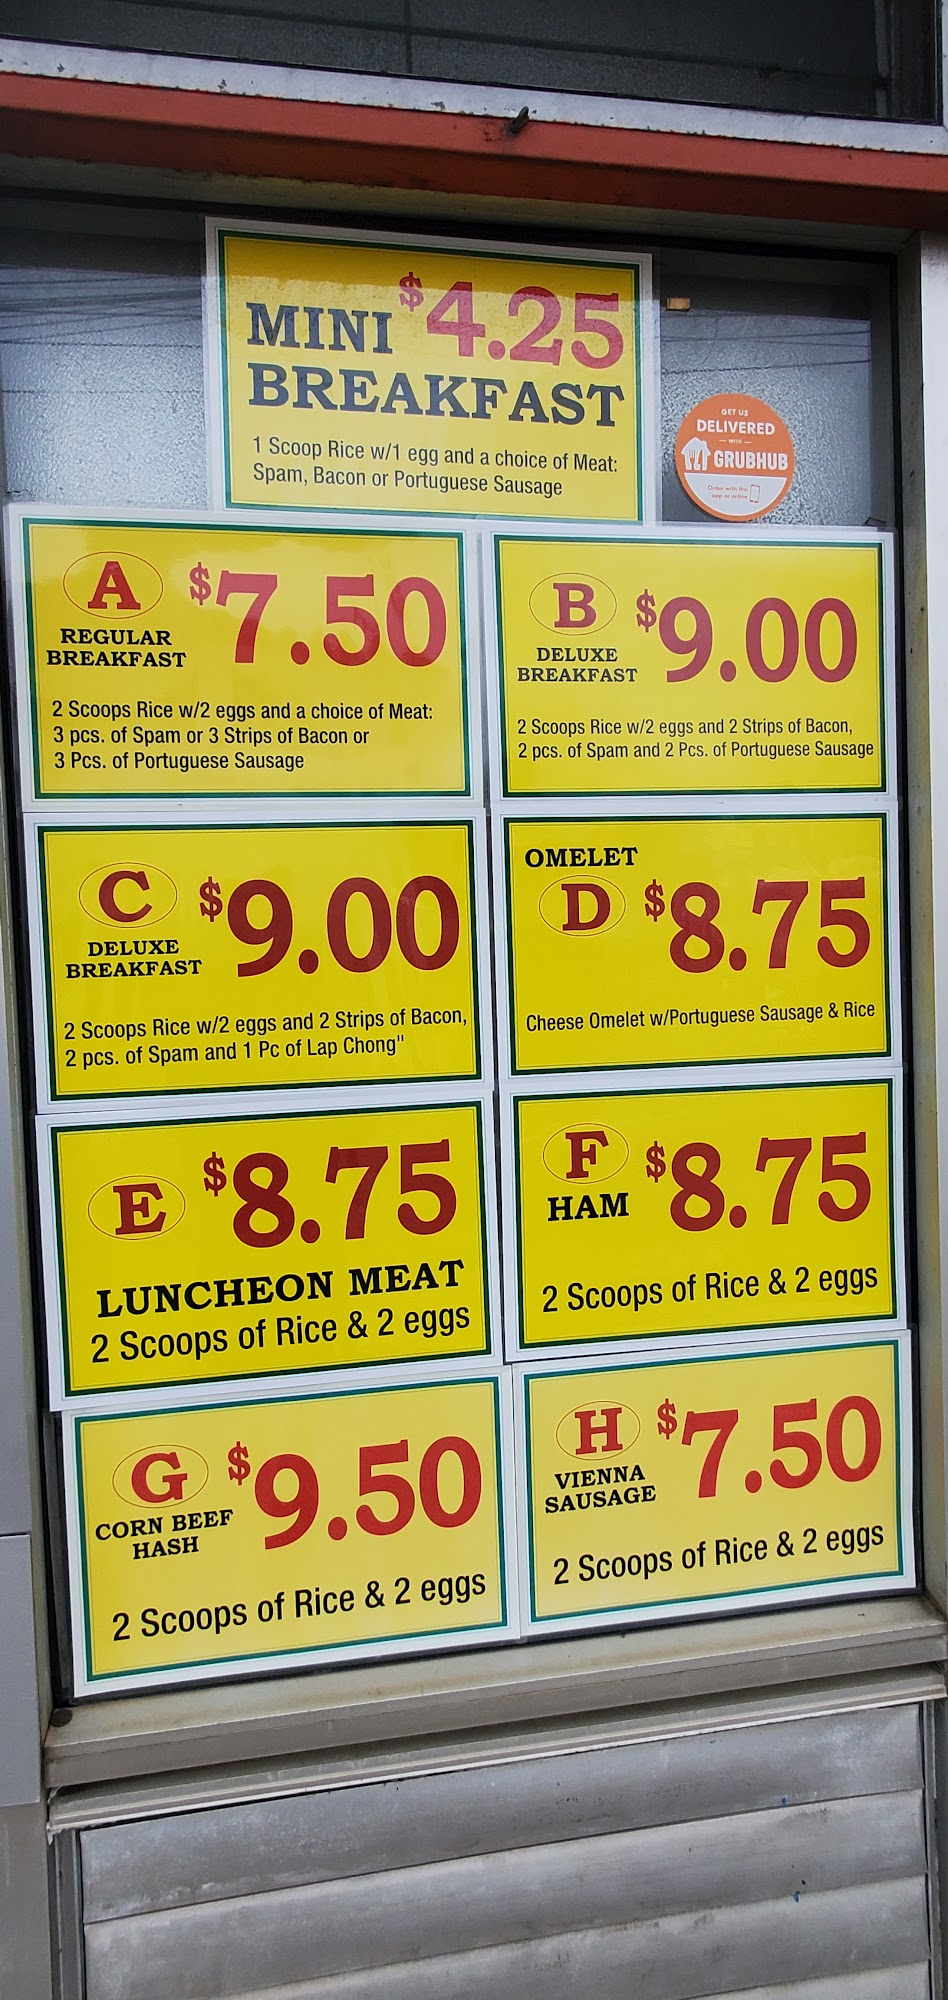 MINI $4.25
BREAKFAST
1 Scoop Rice w/1 egg and a choice of Meat:
Spam, Bacon or Portuguese Sausage
GET US
DELIVERED
WITH
GRUBHUB
Order with the
app or online
A $7.50
REGULAR
BREAKFAST
2 Scoops Rice w/2 eggs and a choice of Meat:
3 pcs. of Spam or 3 Strips of Bacon or
3 Pcs. of Portuguese Sausage
B $9.00
DELUXE
BREAKFAST
2 Scoops Rice w/2 eggs and 2 Strips of Bacon,
2 pcs. of Spam and 2 Pcs. of Portuguese Sausage
C $9.00
DELUXE
BREAKFAST
2 Scoops Rice w/2 eggs and 2 Strips of Bacon,
2 pcs. of Spam and 1 Pc of Lap Chong"
OMELET
D $8.75
Cheese Omelet w/Portuguese Sausage & Rice
E $8.75
LUNCHEON MEAT
2 Scoops of Rice & 2 eggs
F $8.75
HAM
2 Scoops of Rice & 2 eggs
G $9.50
CORN BEEF
HASH
2 Scoops of Rice & 2 eggs
H $7.50
VIENNA
SAUSAGE
2 Scoops of Rice & 2 eggs